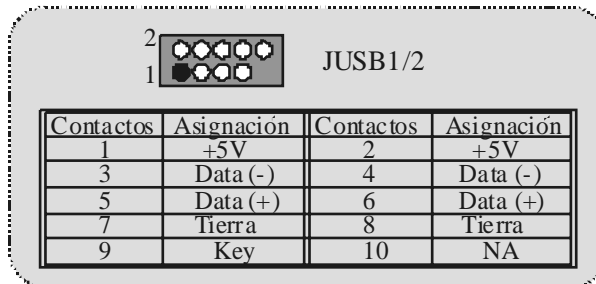 2
1
JUSB1/2
Contactos Asignación Contactos Asignación
1 +5V 2 +5V
3 Data (-) 4 Data (-)
5 Data (+) 6 Data (+)
7 Tierra 8 Tierra
9 Key 10 NA